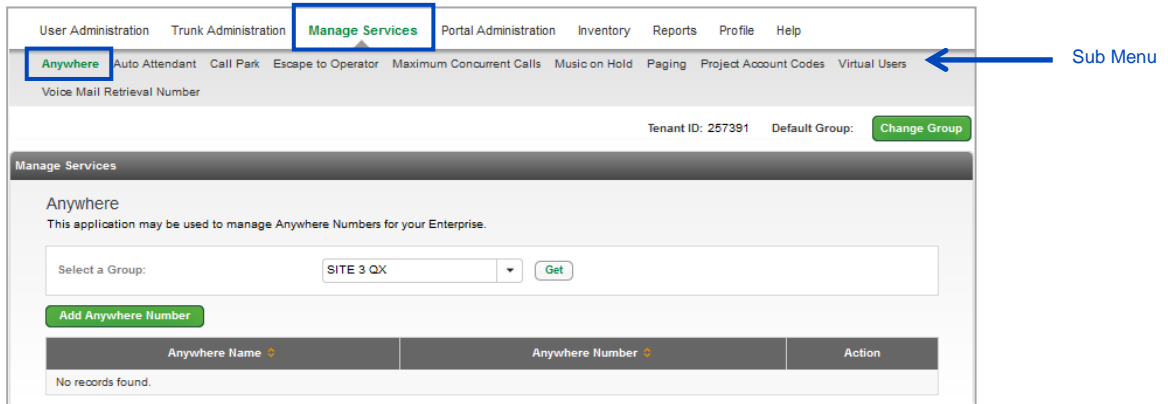 User Administration Trunk Administration Manage Services Portal Administration Inventory Reports Profile Help
Anywhere Auto Attendant Call Park Escape to Operator Maximum Concurrent Calls Music on Hold Paging Project Account Codes Virtual Users
Sub Menu
Voice Mail Retrieval Number
Tenant ID: 257391 Default Group: Change Group
Manage Services
Anywhere
This application may be used to manage Anywhere Numbers for your Enterprise.
Select a Group: SITE 3 QX Get
Add Anywhere Number
Anywhere Name Anywhere Number Action
No records found.